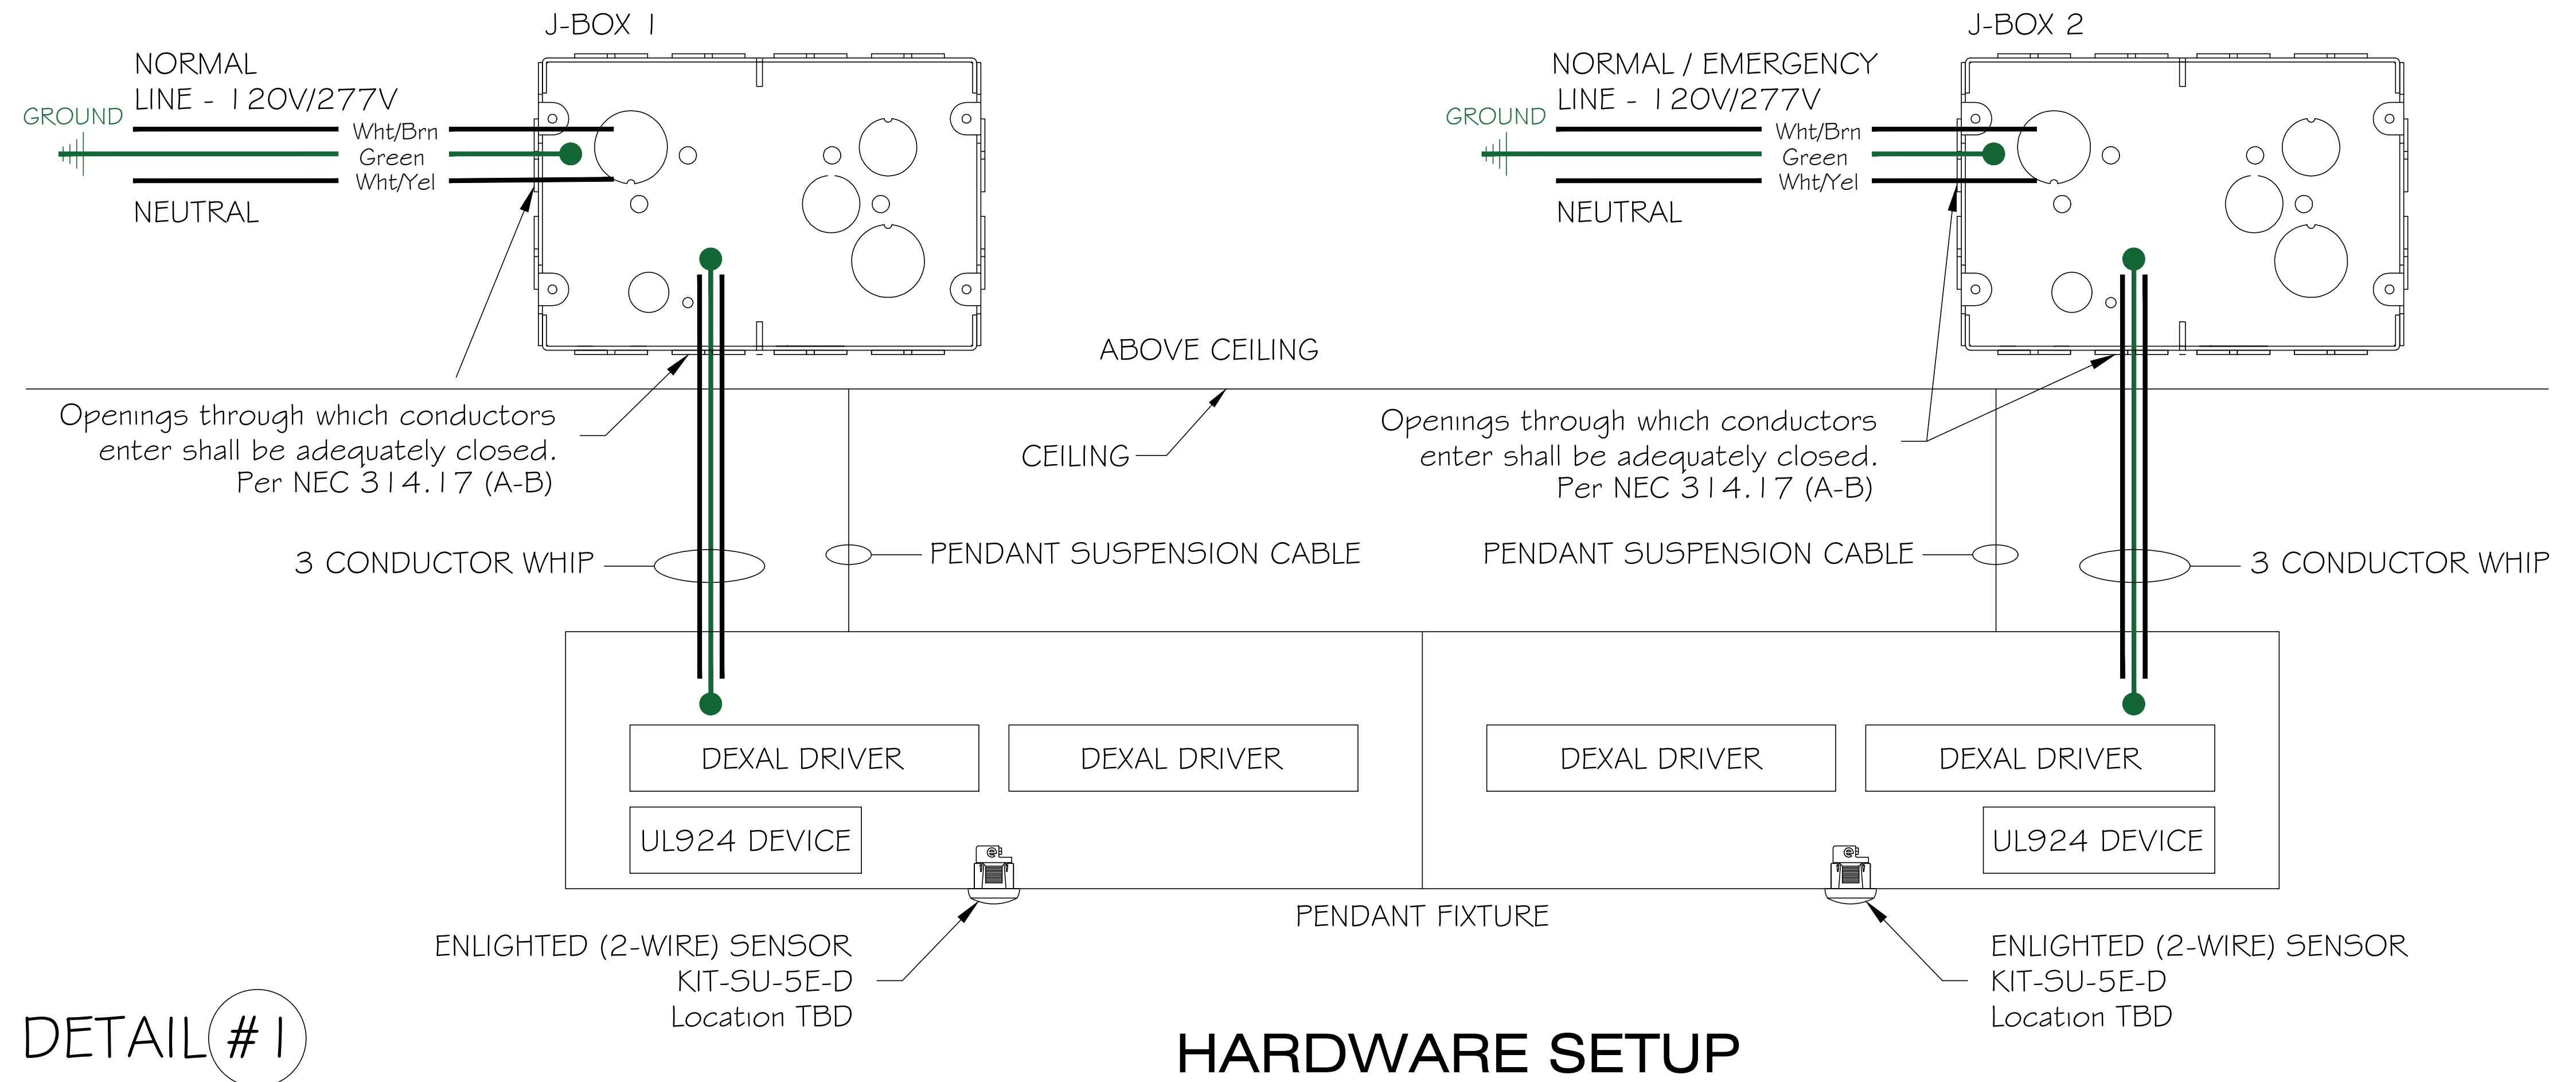 J-BOX 1
NORMAL
LINE - 120V/277V
GROUND
Wht/Brn
Green
Wht/Yel
NEUTRAL
J-BOX 2
NORMAL / EMERGENCY
LINE - 120V/277V
GROUND
Wht/Brn
Green
Wht/Yel
NEUTRAL
ABOVE CEILING
CEILING
Openings through which conductors
enter shall be adequately closed.
Per NEC 314.17 (A-B)
Openings through which conductors
enter shall be adequately closed.
Per NEC 314.17 (A-B)
3 CONDUCTOR WHIP
PENDANT SUSPENSION CABLE
PENDANT SUSPENSION CABLE
3 CONDUCTOR WHIP
DEXAL DRIVER
DEXAL DRIVER
DEXAL DRIVER
DEXAL DRIVER
UL924 DEVICE
UL924 DEVICE
PENDANT FIXTURE
ENLIGHTED (2-WIRE) SENSOR
KIT-SU-5E-D
Location TBD
ENLIGHTED (2-WIRE) SENSOR
KIT-SU-5E-D
Location TBD
DETAIL #1
HARDWARE SETUP